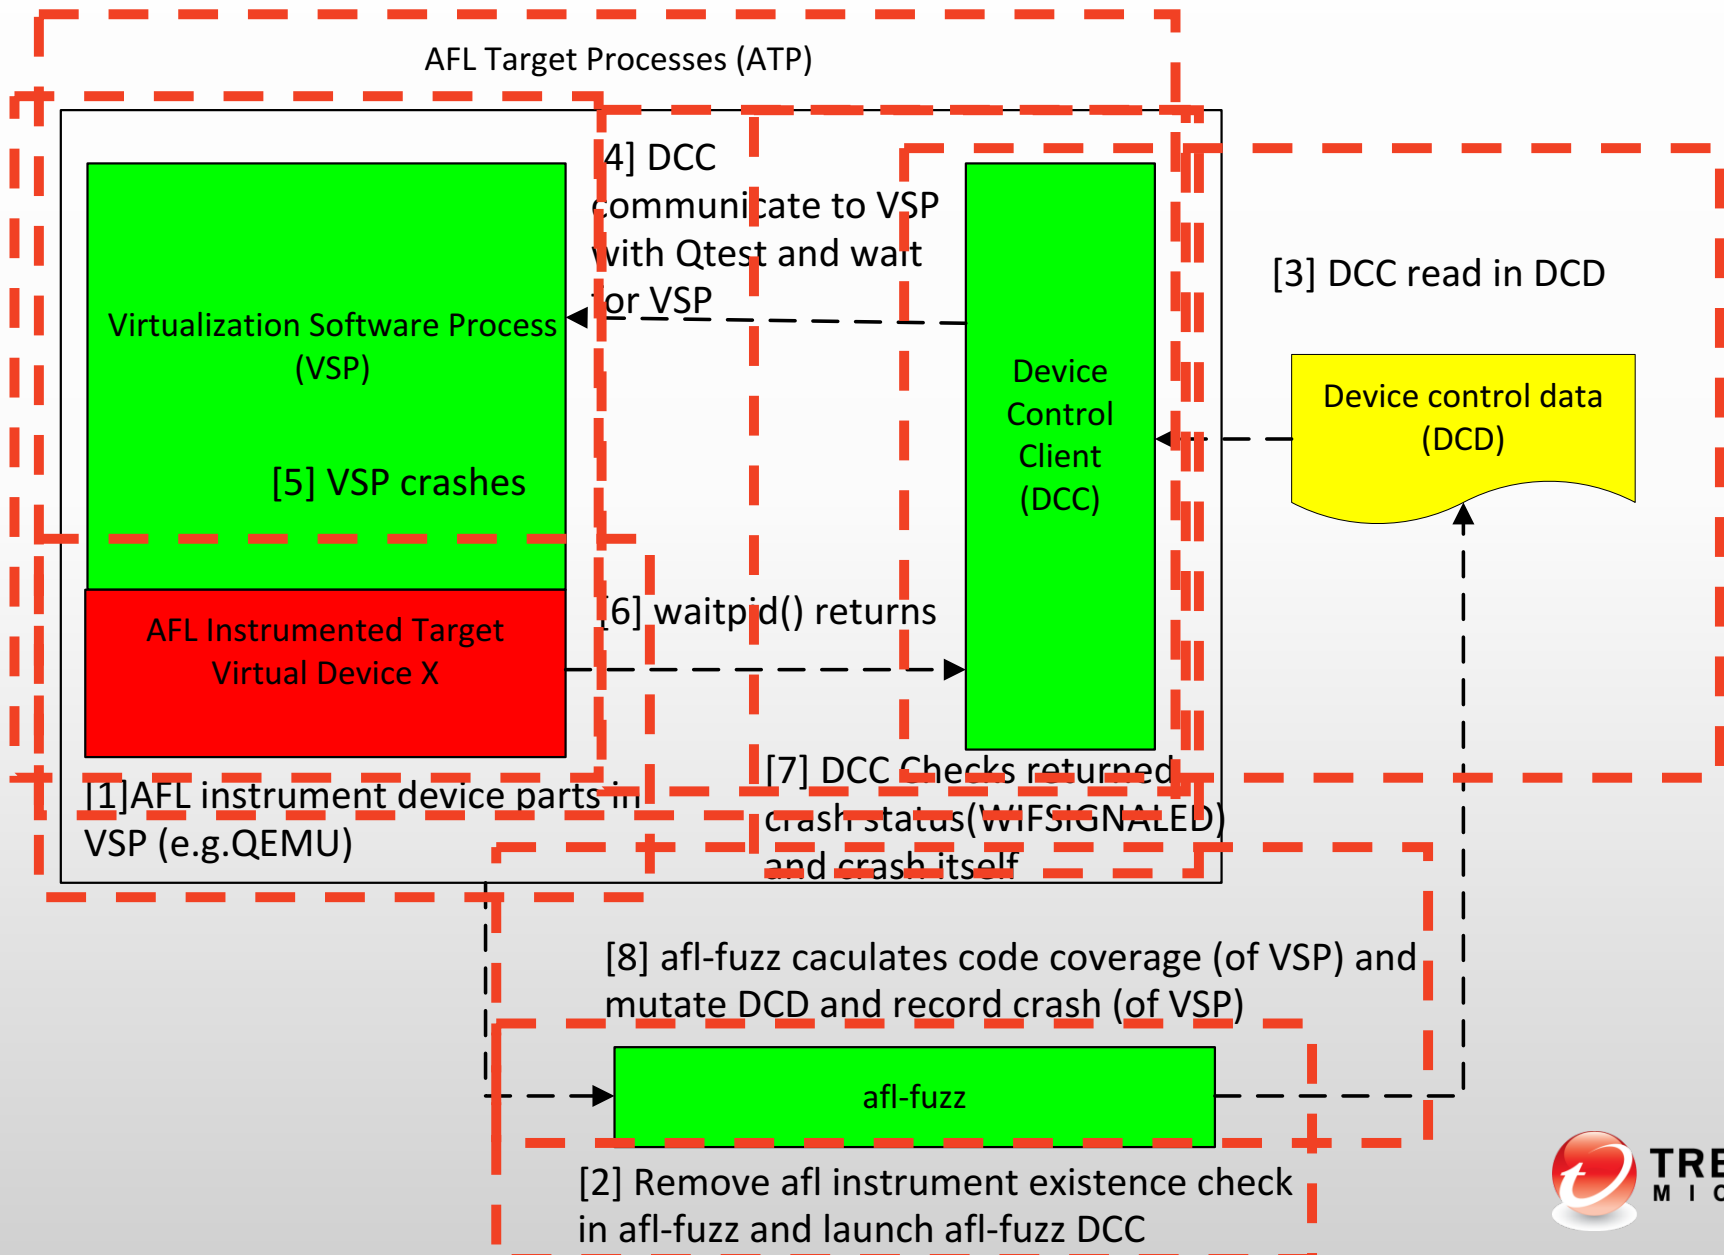 AFL Target Processes (ATP)
[4] DCC
communicate to VSP
with Qtest and wait
for VSP
[3] DCC read in DCD
Virtualization Software Process
(VSP)
Device
Control
Client
(DCC)
Device control data
(DCD)
[5] VSP crashes
AFL Instrumented Target
Virtual Device X
[6] waitpid() returns
[1]AFL instrument device parts in
VSP (e.g.QEMU)
[7] DCC Checks returned
crash status(WIFSIGNALED)
and crash itself
[8] afl-fuzz caculates code coverage (of VSP) and
mutate DCD and record crash (of VSP)
afl-fuzz
[2] Remove afl instrument existence check
in afl-fuzz and launch afl-fuzz DCC